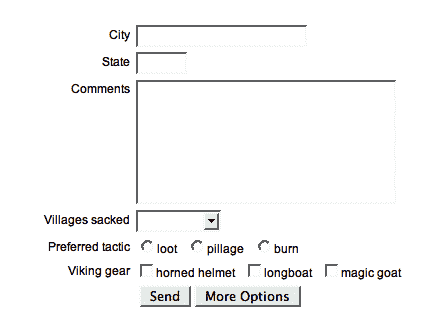 City
State
Comments
Villages sacked
Preferred tactic loot pillage burn
Viking gear horned helmet longboat magic goat
Send More Options